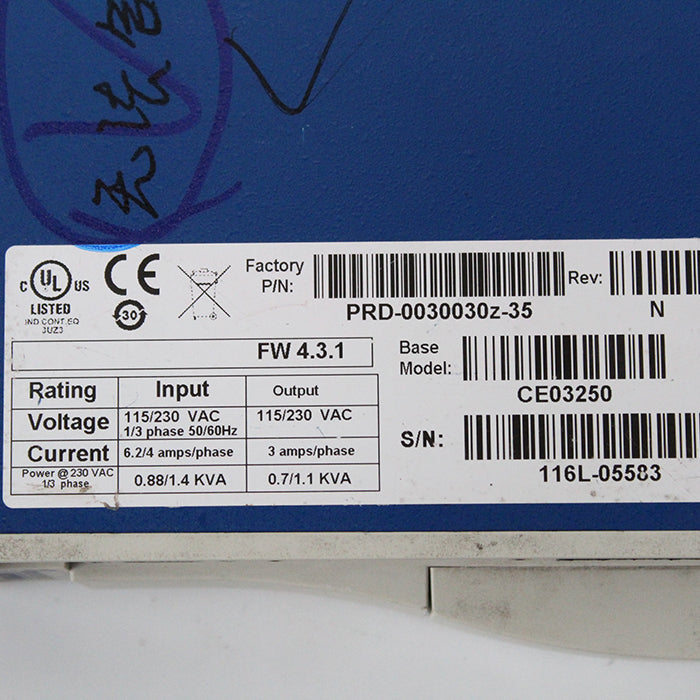 c UL US
LISTED
IND CONT EQ
3UZ3
CE
30
Factory
P/N:
PRD-0030030z-35
Rev:
N
FW 4.3.1
Base
Model:
CE03250
S/N:
116L-05583
Rating Input Output
Voltage 115/230 VAC 115/230 VAC
1/3 phase 50/60Hz
Current 6.2/4 amps/phase 3 amps/phase
Power @ 230 VAC 0.88/1.4 KVA 0.7/1.1 KVA
1/3 phase